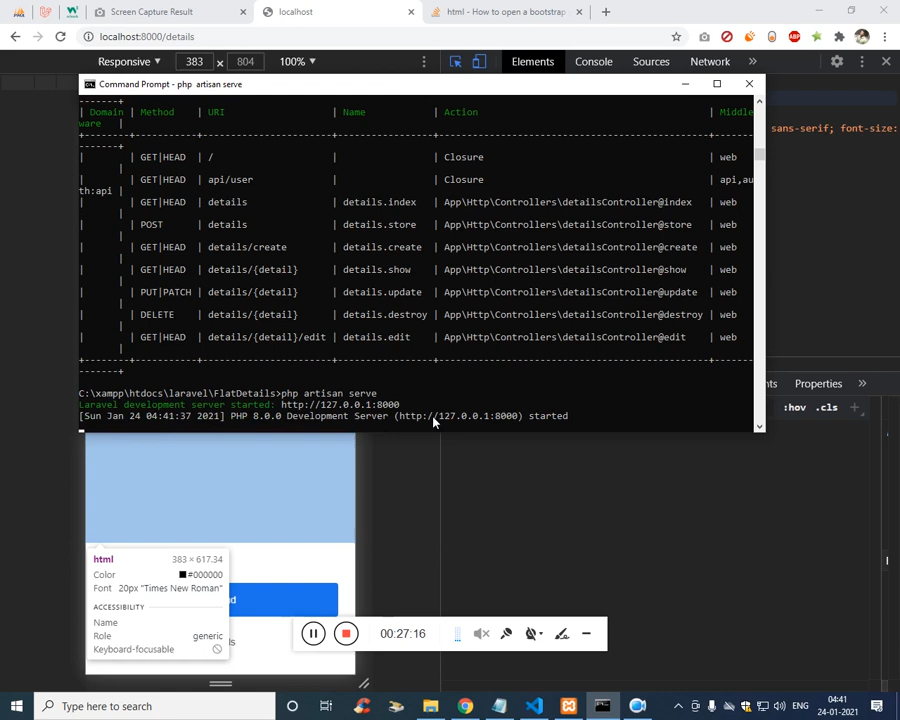 Screen Capture Result
localhost
html - How to open a bootstrap
localhost:8000/details
ABP
Responsive 383 x 804 100%
Elements Console Sources Network
Command Prompt - php artisan serve
sans-serif; font-size:
-------+
| Domain | Method | URI | Name | Action | Middle
ware |
| GET|HEAD | / | | Closure | web
| GET|HEAD | api/user | | Closure | api,au
th:api |
| GET|HEAD | details | details.index | App\Http\Controllers\detailsController@index | web
| POST | details | details.store | App\Http\Controllers\detailsController@store | web
| GET|HEAD | details/create | details.create | App\Http\Controllers\detailsController@create | web
| GET|HEAD | details/{detail} | details.show | App\Http\Controllers\detailsController@show | web
| PUT|PATCH | details/{detail} | details.update | App\Http\Controllers\detailsController@update | web
| DELETE | details/{detail} | details.destroy | App\Http\Controllers\detailsController@destroy | web
| GET|HEAD | details/{detail}/edit | details.edit | App\Http\Controllers\detailsController@edit | web
-------+
Properties
:hov .cls
C:\xampp\htdocs\laravel\FlatDetails>php artisan serve
Laravel development server started: http://127.0.0.1:8000
[Sun Jan 24 04:41:37 2021] PHP 8.0.0 Development Server (http://127.0.0.1:8000) started
html 383 × 617.34
Color #000000
Font 20px "Times New Roman"
ACCESSIBILITY
Name
Role generic
Keyboard-focusable
00:27:16
Type here to search
04:41
24-01-2021